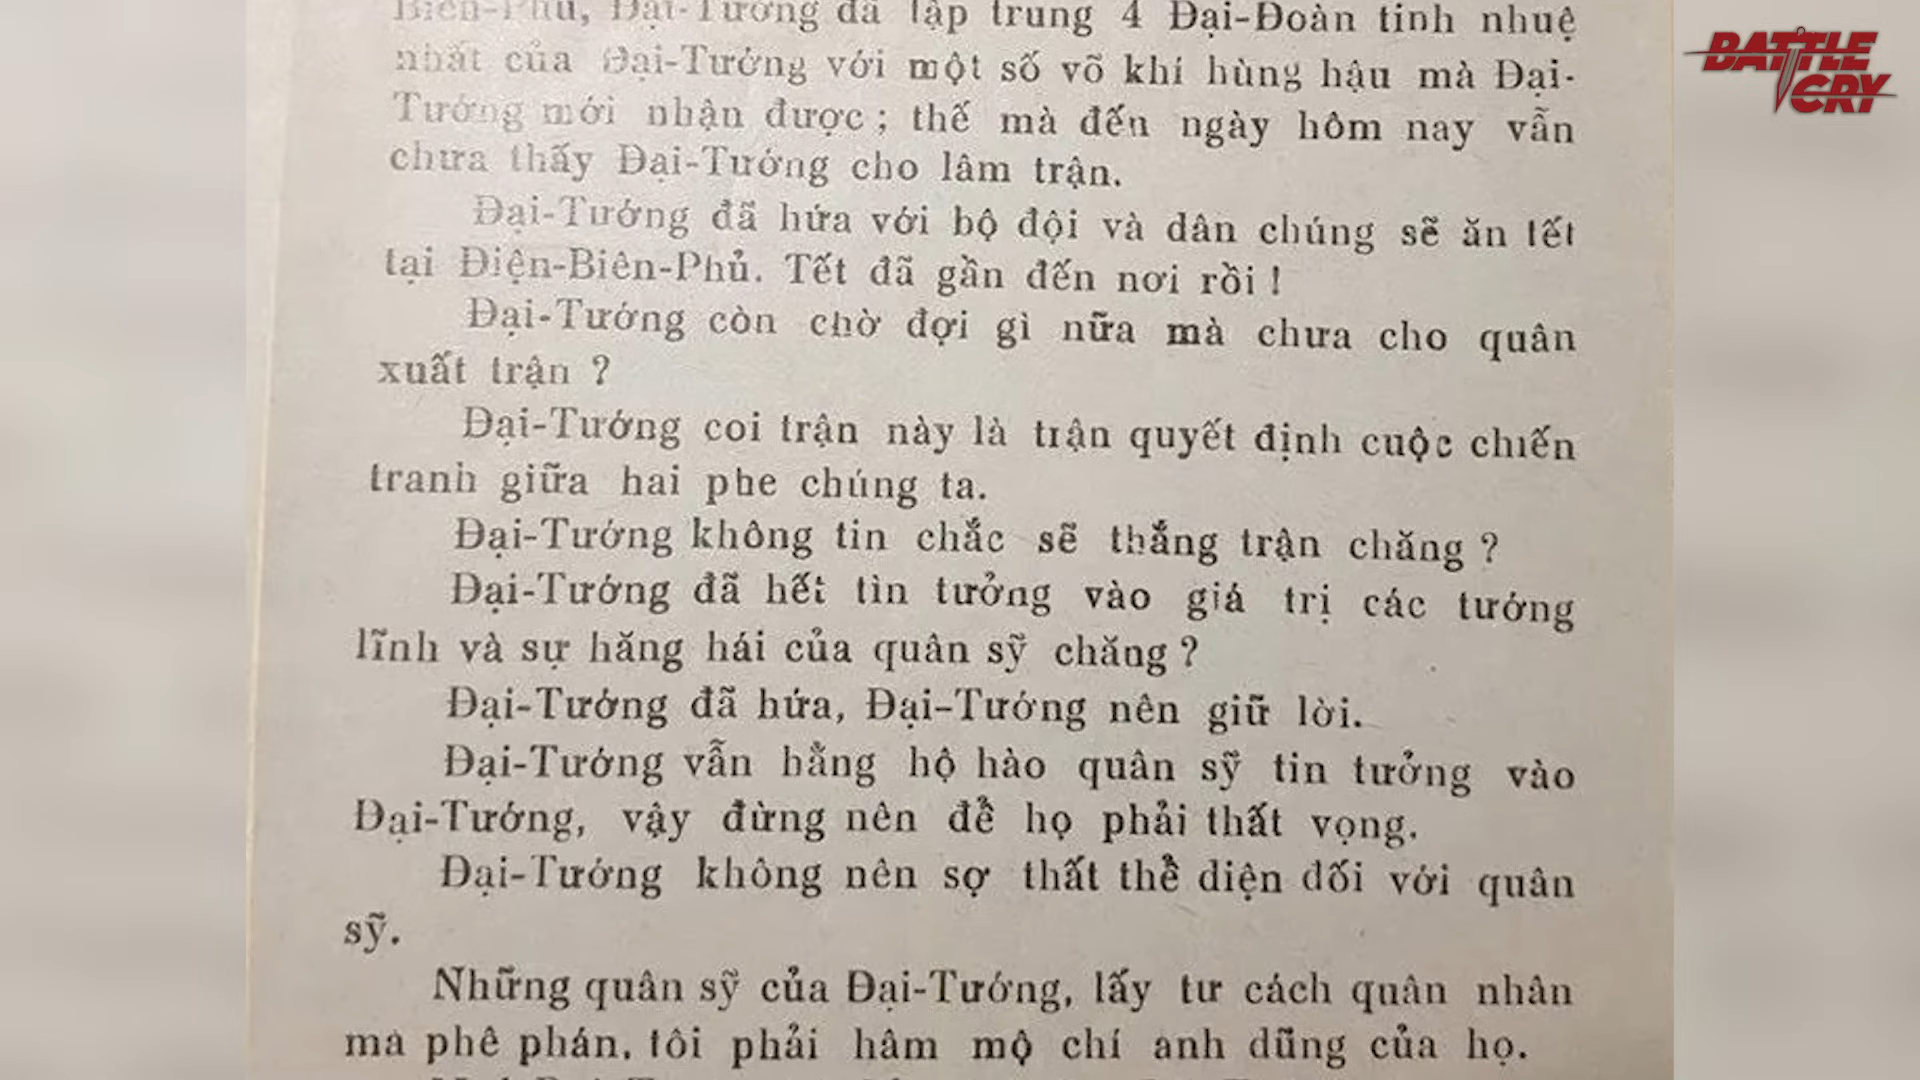 Biên-Phủ, Đại-Tướng đã tập trung 4 Đại-Đoàn tinh nhuệ
nhất của Đại-Tướng với một số võ khí hùng hậu mà Đại-
Tướng mới nhận được ; thế mà đến ngày hôm nay vẫn
chưa thấy Đại-Tướng cho lâm trận.
Đại-Tướng đã hứa với bộ đội và dân chúng sẽ ăn tết
tại Điện-Biên-Phủ. Tết đã gần đến nơi rồi !
Đại-Tướng còn chờ đợi gì nữa mà chưa cho quân
xuất trận ?
Đại-Tướng coi trận này là trận quyết định cuộc chiến
tranh giữa hai phe chúng ta.
Đại-Tướng không tin chắc sẽ thắng trận chăng ?
Đại-Tướng đã hết tin tưởng vào giá trị các tướng
lĩnh và sự hăng hái của quân sỹ chăng ?
Đại-Tướng đã hứa, Đại-Tướng nên giữ lời.
Đại-Tướng vẫn hằng hộ hào quân sỹ tin tưởng vào
Đại-Tướng, vậy đừng nên để họ phải thất vọng.
Đại-Tướng không nên sợ thất thể diện đối với quân
sỹ.
Những quân sỹ của Đại-Tướng, lấy tư cách quân nhân
mà phê phán, tôi phải hâm mộ chí anh dũng của họ.
BATTLE
CRY